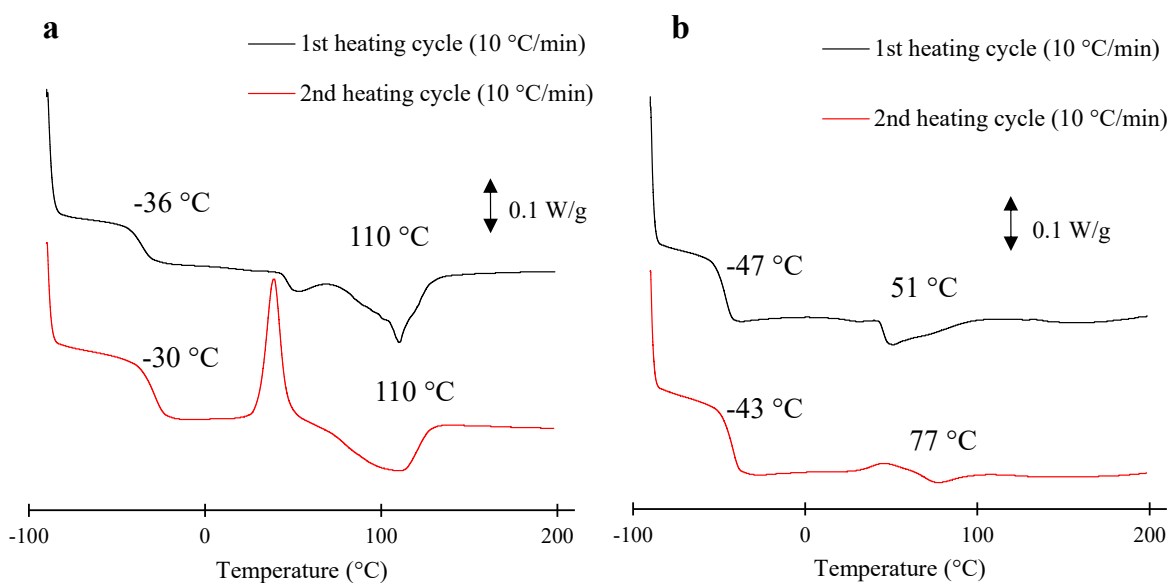 a
1st heating cycle (10 °C/min)
2nd heating cycle (10 °C/min)
-36 °C
0.1 W/g
110 °C
-30 °C
110 °C
-100
0
100
200
Temperature (°C)
b
1st heating cycle (10 °C/min)
2nd heating cycle (10 °C/min)
0.1 W/g
-47 °C
51 °C
-43 °C
77 °C
-100
0
100
200
Temperature (°C)